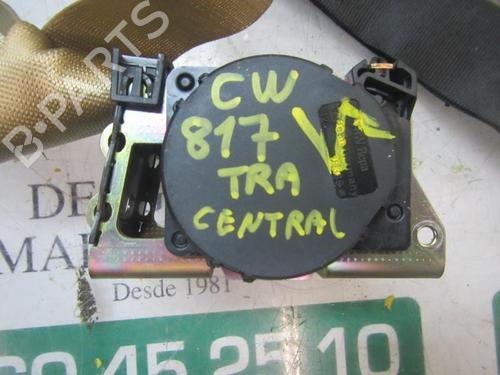 B·PARTS
CW
817
TRA
CENTRAL
DE
MA
Desde 1981
60 45 25 10